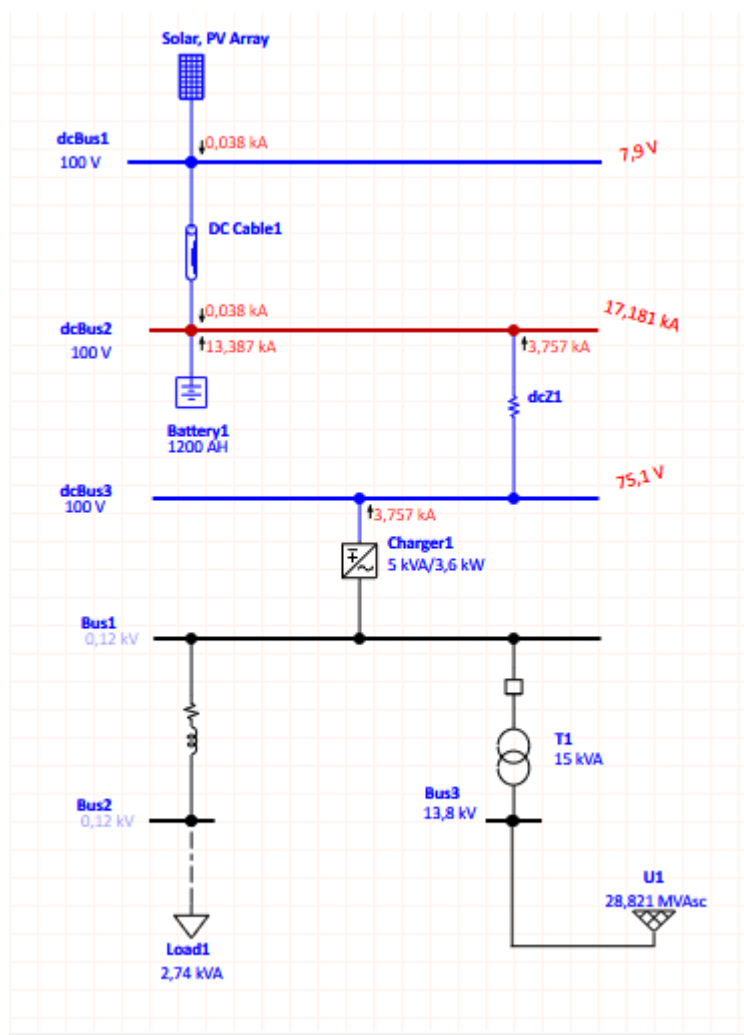 Solar, PV Array
0,038 kA
dcBus1
100 V
7,9 V
DC Cable1
0,038 kA
17,181 kA
dcBus2
100 V
13,387 kA
3,757 kA
dcZ1
Battery1
1200 AH
75,1 V
dcBus3
100 V
3,757 kA
Charger1
5 kVA/3,6 kW
Bus1
0,12 kV
T1
15 kVA
Bus3
13,8 kV
Bus2
0,12 kV
U1
28,821 MVAsc
Load1
2,74 kVA